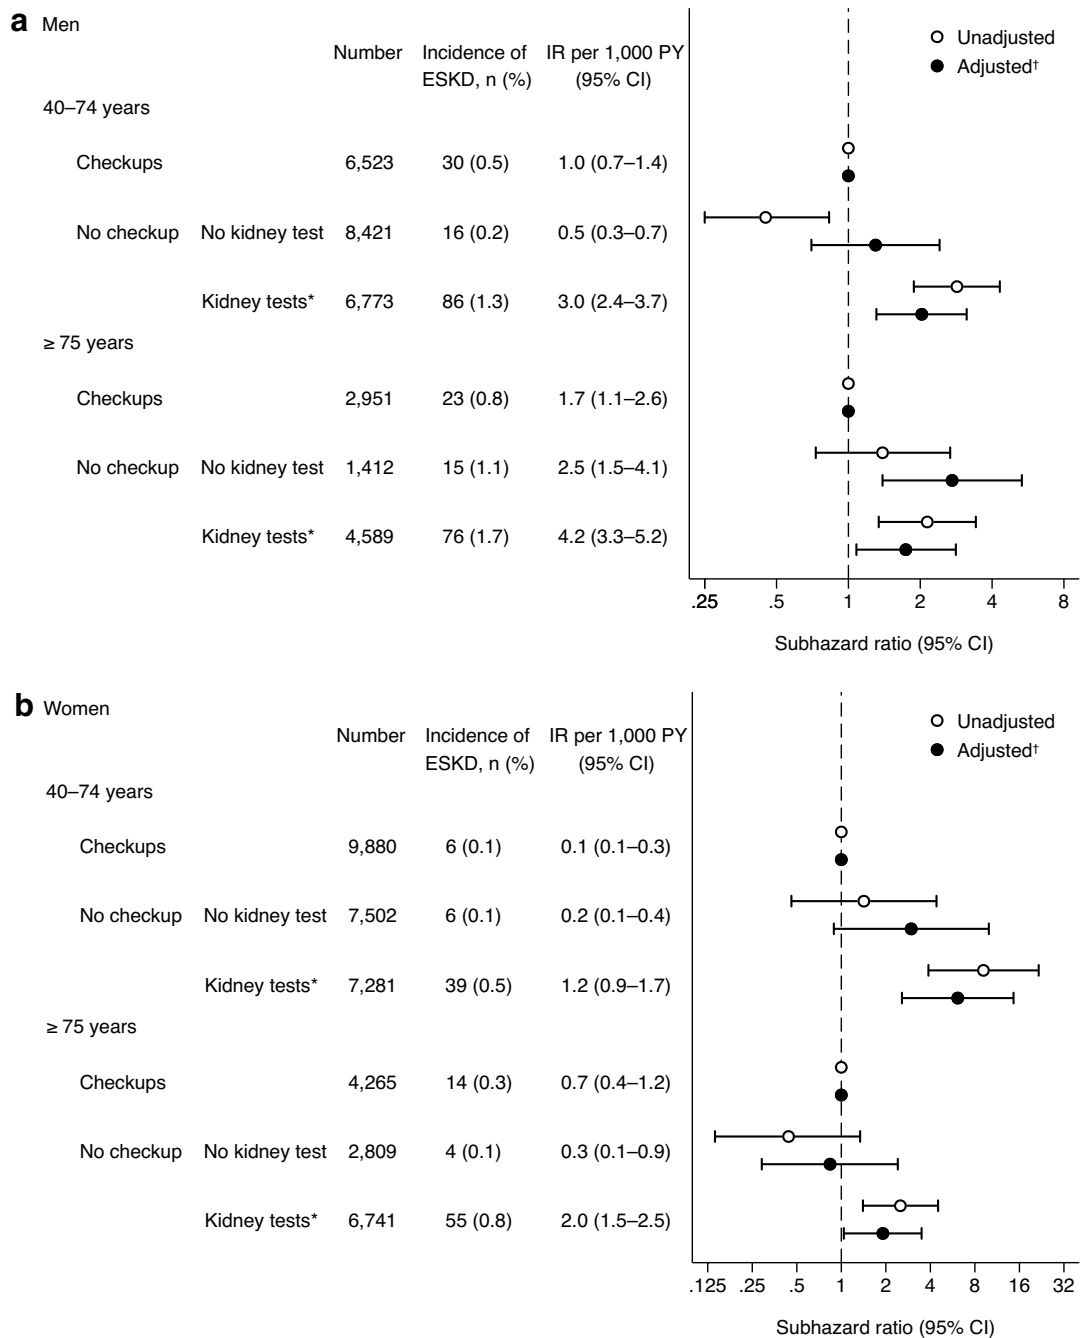 a Men
Number Incidence of IR per 1,000 PY
ESKD, n (%) (95% CI)
Unadjusted
Adjusted†
40–74 years
Checkups 6,523 30 (0.5) 1.0 (0.7–1.4)
No checkup No kidney test 8,421 16 (0.2) 0.5 (0.3–0.7)
Kidney tests* 6,773 86 (1.3) 3.0 (2.4–3.7)
≥ 75 years
Checkups 2,951 23 (0.8) 1.7 (1.1–2.6)
No checkup No kidney test 1,412 15 (1.1) 2.5 (1.5–4.1)
Kidney tests* 4,589 76 (1.7) 4.2 (3.3–5.2)
.25 .5 1 2 4 8
Subhazard ratio (95% CI)
b Women
Number Incidence of IR per 1,000 PY
ESKD, n (%) (95% CI)
Unadjusted
Adjusted†
40–74 years
Checkups 9,880 6 (0.1) 0.1 (0.1–0.3)
No checkup No kidney test 7,502 6 (0.1) 0.2 (0.1–0.4)
Kidney tests* 7,281 39 (0.5) 1.2 (0.9–1.7)
≥ 75 years
Checkups 4,265 14 (0.3) 0.7 (0.4–1.2)
No checkup No kidney test 2,809 4 (0.1) 0.3 (0.1–0.9)
Kidney tests* 6,741 55 (0.8) 2.0 (1.5–2.5)
.125 .25 .5 1 2 4 8 16 32
Subhazard ratio (95% CI)